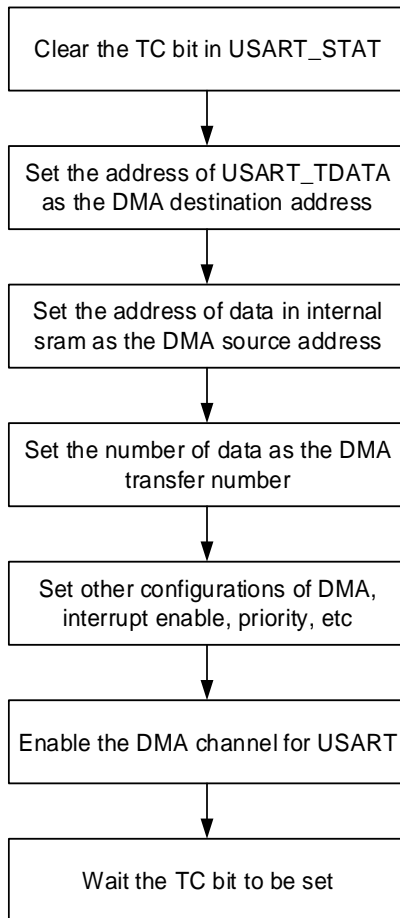 Clear the TC bit in USART_STAT
Set the address of USART_TDATA
as the DMA destination address
Set the address of data in internal
sram as the DMA source address
Set the number of data as the DMA
transfer number
Set other configurations of DMA,
interrupt enable, priority, etc
Enable the DMA channel for USART
Wait the TC bit to be set